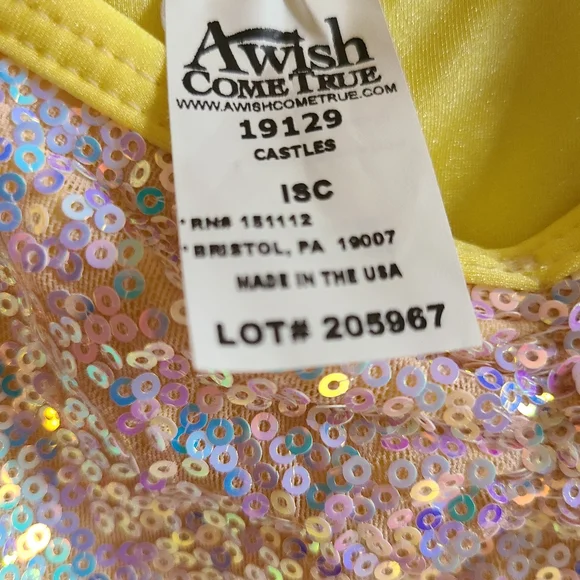 A wish
COME TRUE
WWW.AWISHCOMETRUE.COM
19129
CASTLES
ISC
RN# 151112
BRISTOL, PA 19007
MADE IN THE USA
LOT# 205967